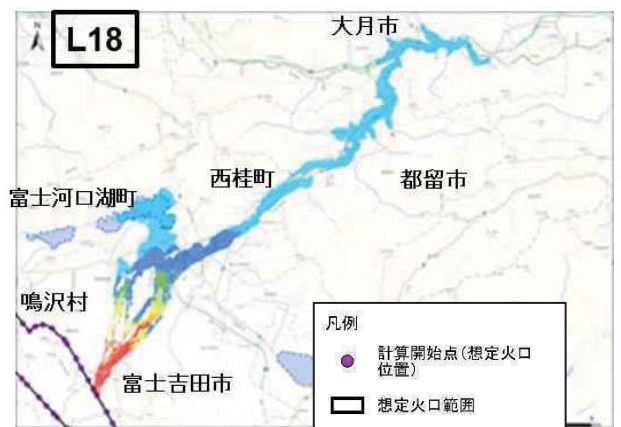 L18
大月市
西桂町
都留市
富士河口湖町
鳴沢村
富士吉田市
凡例
計算開始点(想定火口
位置)
想定火口範囲